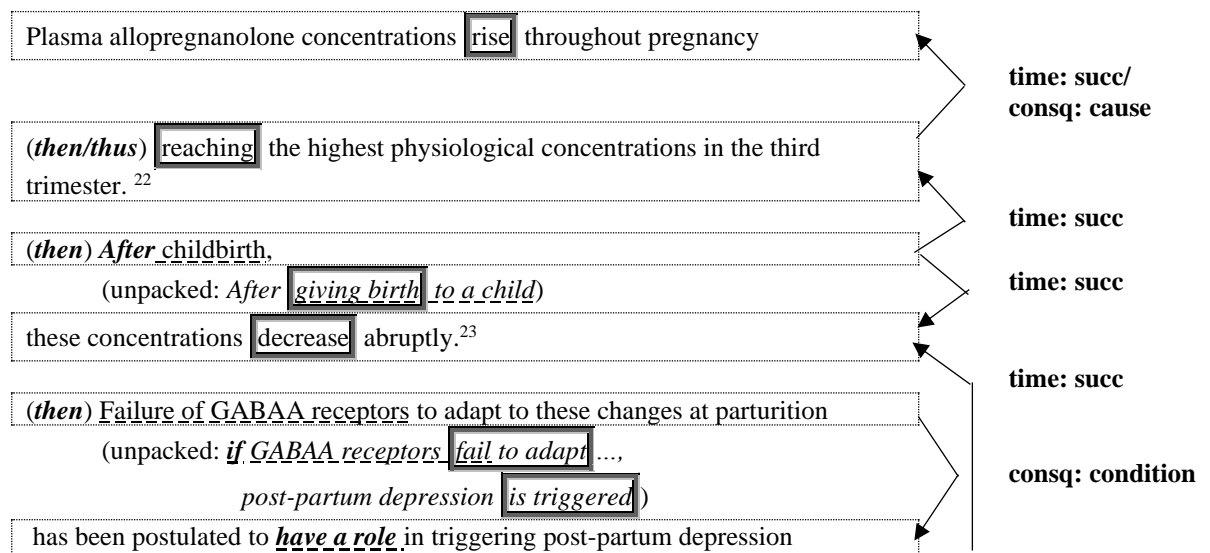 Plasma allopregnanolone concentrations rise throughout pregnancy
time: succ/
consq: cause
(then/thus) reaching the highest physiological concentrations in the third
trimester. 22
time: succ
(then) After childbirth,
(unpacked: After giving birth to a child)
time: succ
these concentrations decrease abruptly.23
time: succ
(then) Failure of GABAA receptors to adapt to these changes at parturition
(unpacked: if GABAA receptors fail to adapt ...,
consq: condition
post-partum depression is triggered)
has been postulated to have a role in triggering post-partum depression